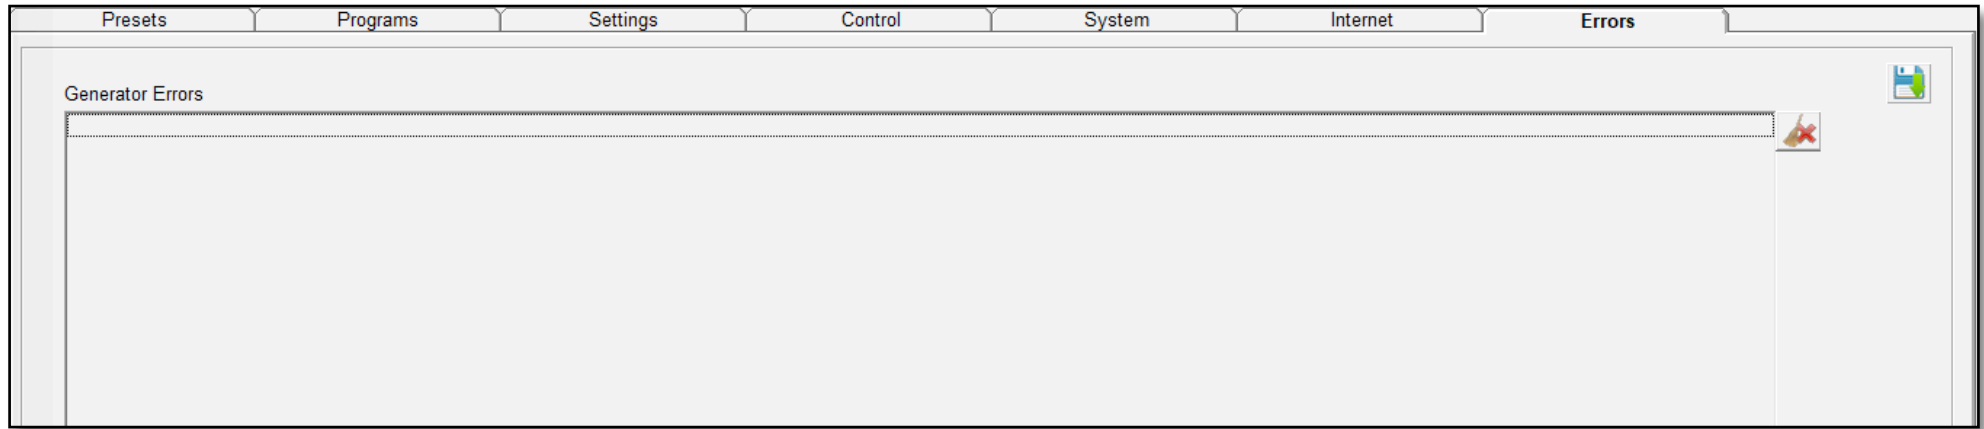 Presets Programs Settings Control System Internet Errors
Generator Errors